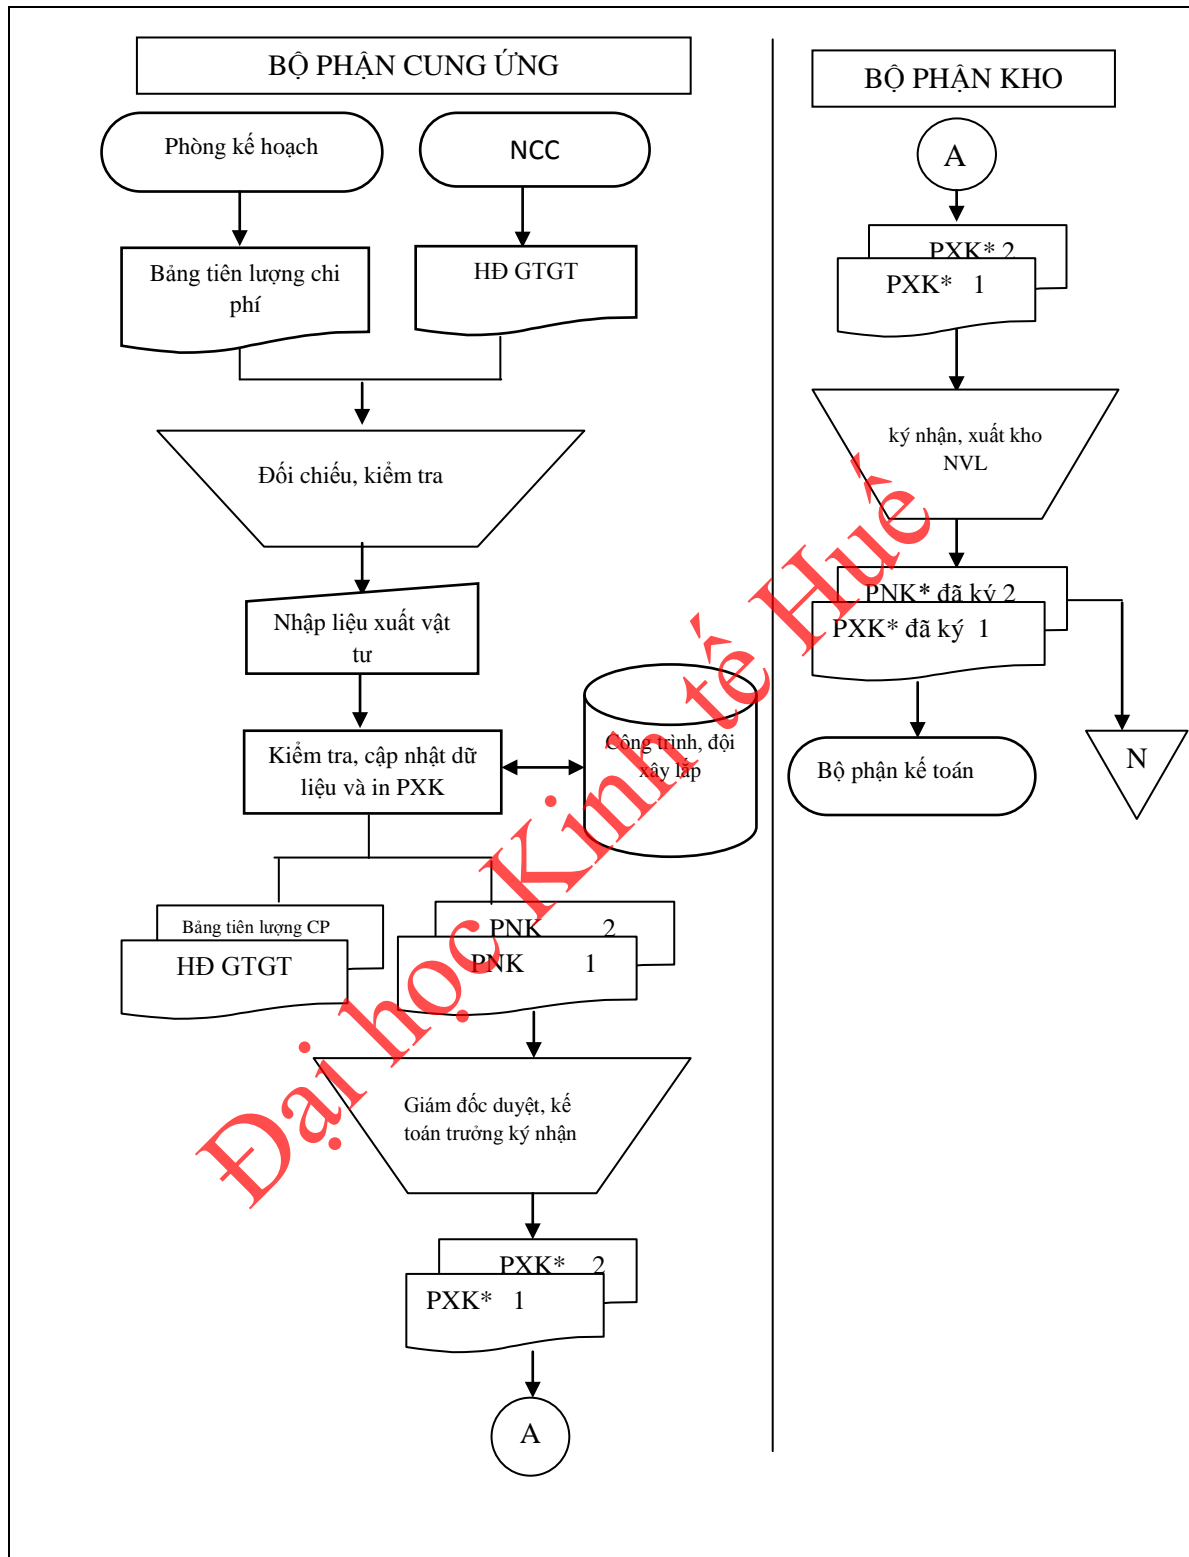 BỘ PHẬN CUNG ỨNG
Phòng kế hoạch
NCC
Bảng tiên lượng chi
phí
HĐ GTGT
Đối chiếu, kiểm tra
Nhập liệu xuất vật
tư
Kiểm tra, cập nhật dữ
liệu và in PXK
Công trình, đội
xây lắp
Bảng tiên lượng CP
HĐ GTGT
PNK 2
PNK 1
Giám đốc duyệt, kế
toán trưởng ký nhận
PXK* 2
PXK* 1
A
BỘ PHẬN KHO
A
PXK* 2
PXK* 1
ký nhận, xuất kho
NVL
PNK* đã ký 2
PXK* đã ký 1
Bộ phận kế toán
N
Đại học Kinh tế Huế